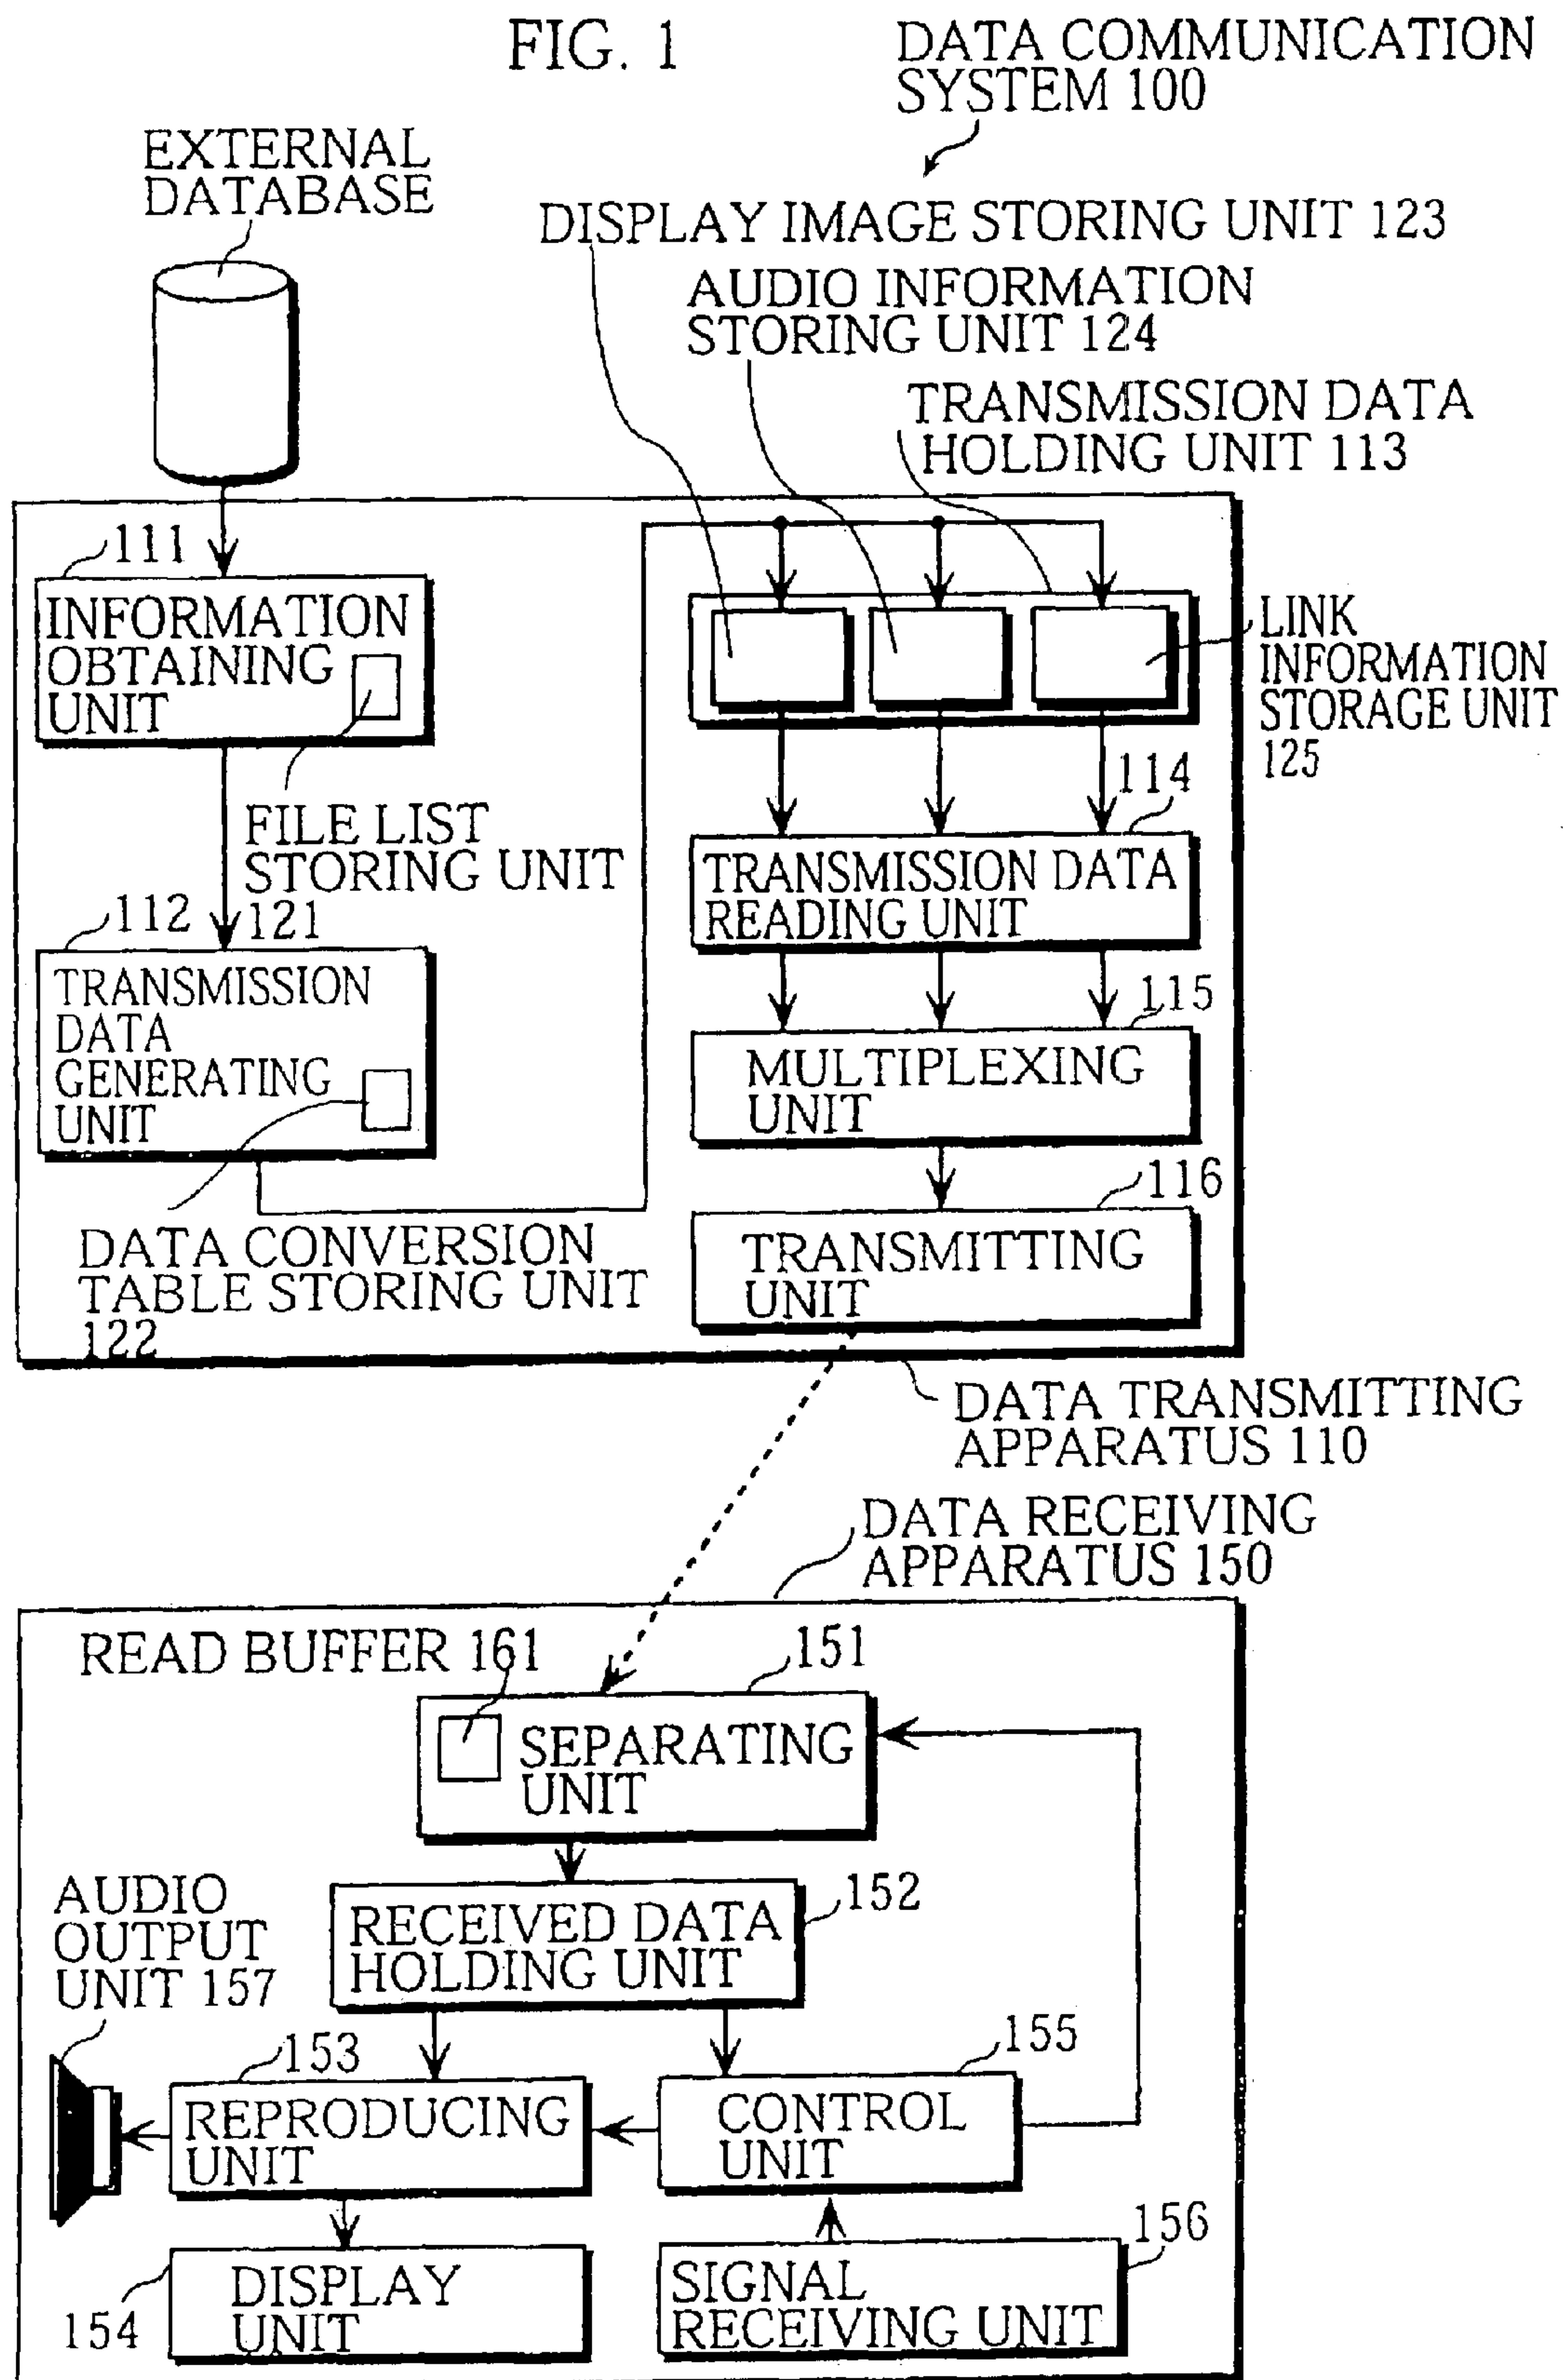 FIG. 1
DATA COMMUNICATION
SYSTEM 100
EXTERNAL
DATABASE
DISPLAY IMAGE STORING UNIT 123
AUDIO INFORMATION
STORING UNIT 124
TRANSMISSION DATA
HOLDING UNIT 113
111
INFORMATION
OBTAINING
UNIT
LINK
INFORMATION
STORAGE UNIT
125
FILE LIST
STORING UNIT
121
112
TRANSMISSION
DATA
GENERATING
UNIT
DATA CONVERSION
TABLE STORING UNIT
122
114
TRANSMISSION DATA
READING UNIT
115
MULTIPLEXING
UNIT
116
TRANSMITTING
UNIT
DATA TRANSMITTING
APPARATUS 110
DATA RECEIVING
APPARATUS 150
READ BUFFER 161
151
SEPARATING
UNIT
152
RECEIVED DATA
HOLDING UNIT
AUDIO
OUTPUT
UNIT 157
153
REPRODUCING
UNIT
155
CONTROL
UNIT
154
DISPLAY
UNIT
156
SIGNAL
RECEIVING UNIT